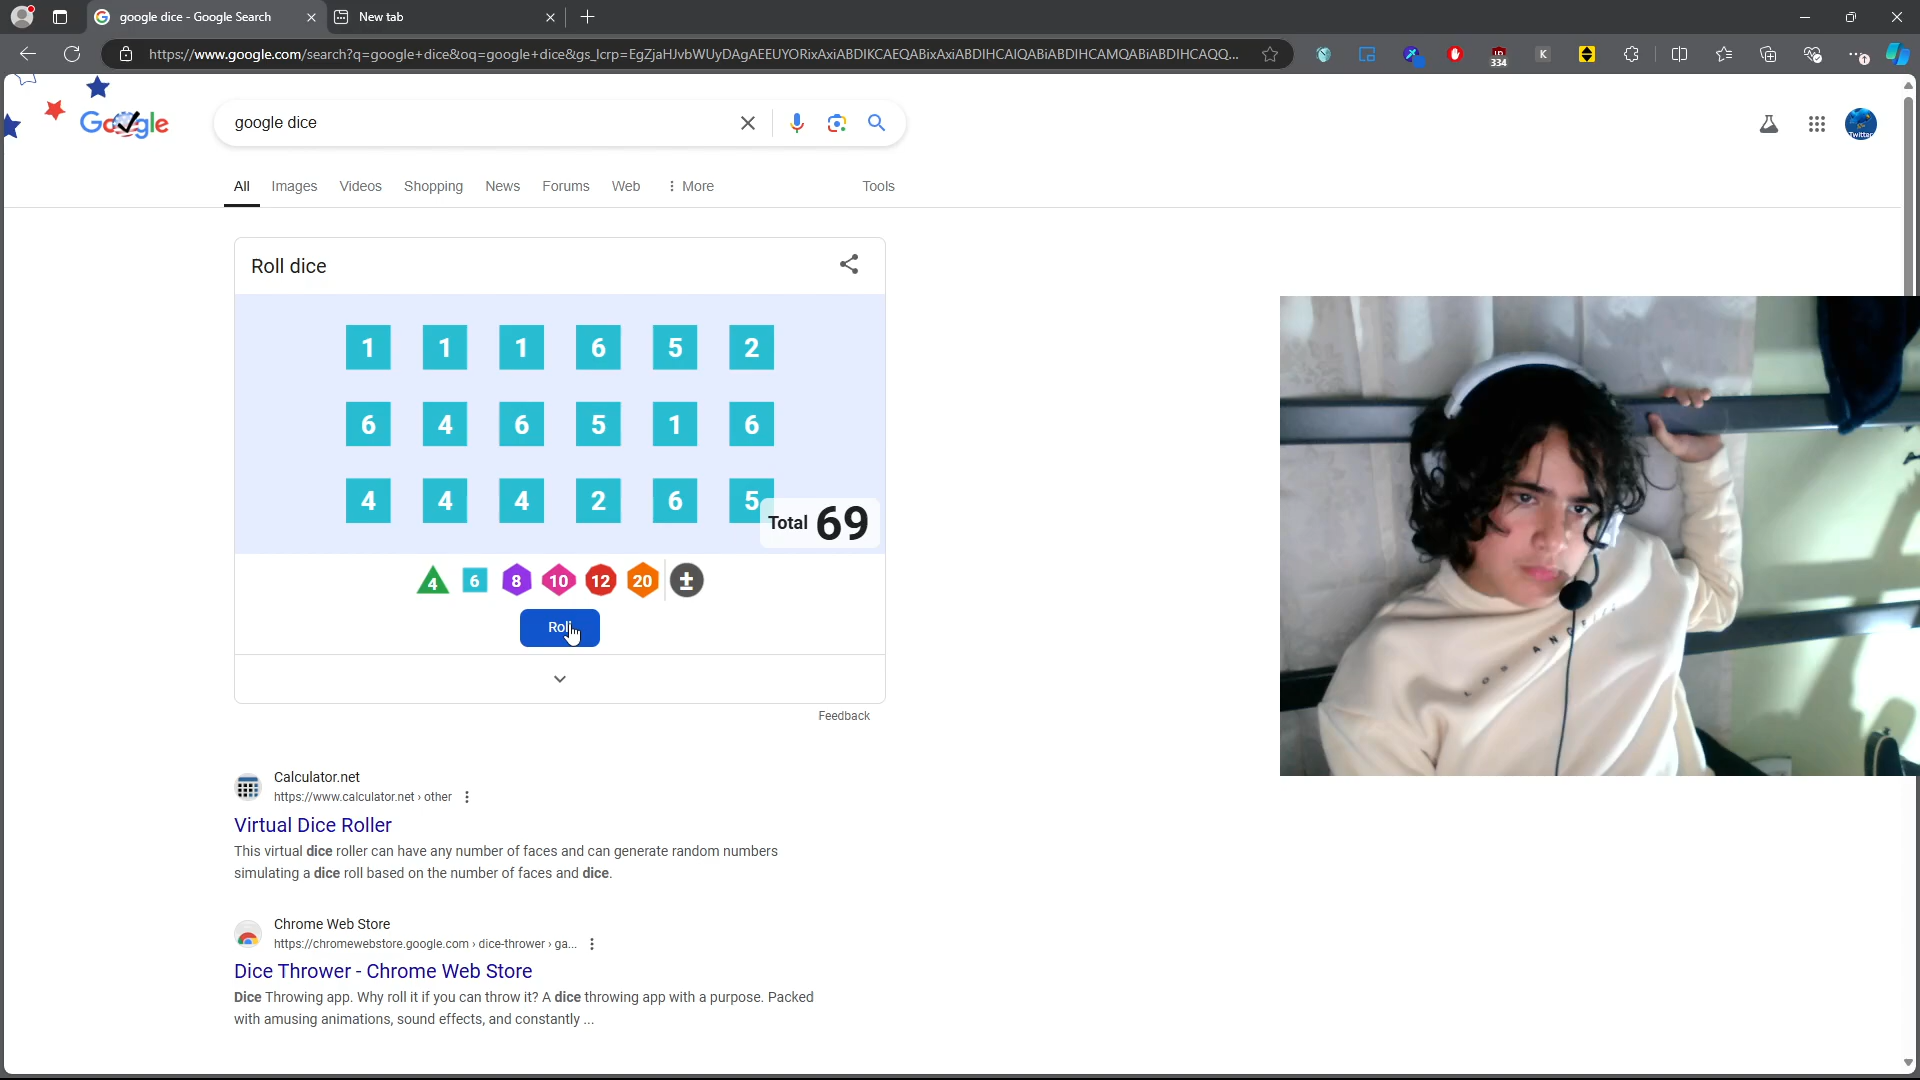 google dice - Google Search
New tab
https://www.google.com/search?q=google+dice&oq=google+dice&gs_lcrp=EgZjaHJvbWUyDAgAEEUYORixAxiABDIKCAEQABixAxiABDIHCAIQABiABDIHCAMQABiABDIHCAQQ...
334
K
Google
google dice
Twitter
All Images Videos Shopping News Forums Web More Tools
Roll dice
1 1 1 6 5 2
6 4 6 5 1 6
4 4 4 2 6 5
Total 69
4 6 8 10 12 20 ±
Roll
Feedback
Calculator.net
https://www.calculator.net › other
Virtual Dice Roller
This virtual dice roller can have any number of faces and can generate random numbers
simulating a dice roll based on the number of faces and dice.
Chrome Web Store
https://chromewebstore.google.com › dice-thrower › ga...
Dice Thrower - Chrome Web Store
Dice Throwing app. Why roll it if you can throw it? A dice throwing app with a purpose. Packed
with amusing animations, sound effects, and constantly ...
LOS ANGELES